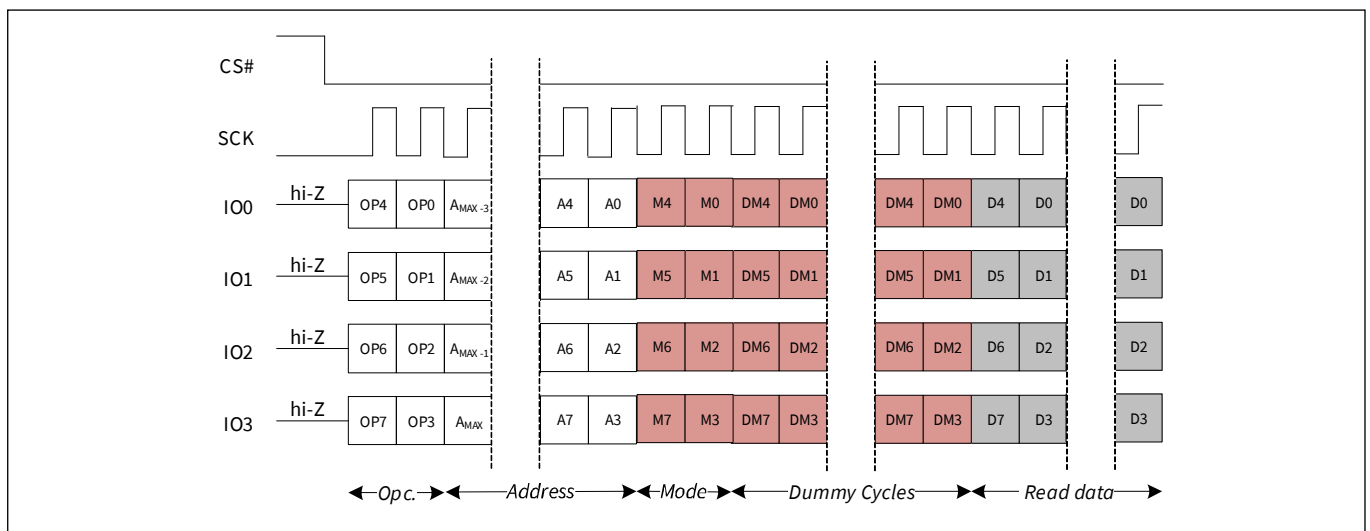 CS#
SCK
IO0 hi-Z OP4 OP0 AMAX -3 A4 A0 M4 M0 DM4 DM0 DM4 DM0 D4 D0 D0
IO1 hi-Z OP5 OP1 AMAX -2 A5 A1 M5 M1 DM5 DM1 DM5 DM1 D5 D1 D1
IO2 hi-Z OP6 OP2 AMAX -1 A6 A2 M6 M2 DM6 DM2 DM6 DM2 D6 D2 D2
IO3 hi-Z OP7 OP3 AMAX A7 A3 M7 M3 DM7 DM3 DM7 DM3 D7 D3 D3
Opc. Address Mode Dummy Cycles Read data